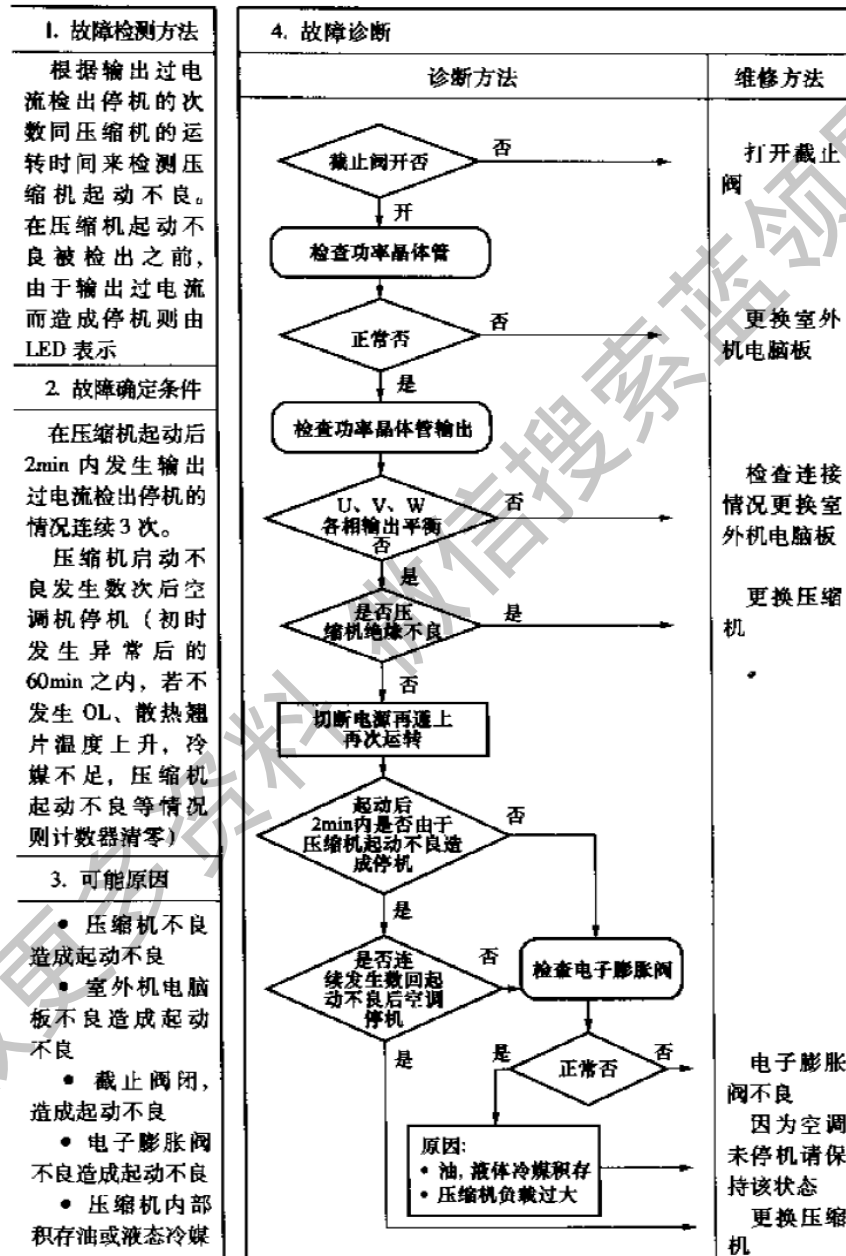 1. 故障检测方法
根据输出过电
流检出停机的次
数同压缩机的运
转时间来检测压
缩机起动不良。
在压缩机起动不
良被检出之前，
由于输出过电流
而造成停机则由
LED 表示
2. 故障确定条件
在压缩机起动后
2min 内发生输出
过电流检出停机的
情况连续3次。
压缩机启动不
良发生数次后空
调机停机（初时
发生异常后的
60min 之内，若不
发生 OL、散热翘
片温度上升，冷
媒不足，压缩机
起动不良等情况
则计数器清零）
3. 可能原因
• 压缩机不良
造成起动不良
• 室外机电脑
板不良造成起动
不良
• 截止阀闭，
造成起动不良
• 电子膨胀阀
不良造成起动不良
• 压缩机内部
积存油或液态冷媒
4. 故障诊断
诊断方法
维修方法
截止阀开否
否
打开截止
阀
开
检查功率晶体管
正常否
否
更换室外
机电脑板
是
检查功率晶体管输出
U、V、W
各相输出平衡
否
否
检查连接
情况更换室
外机电脑板
是
是否压
缩机绝缘不良
是
更换压缩
机
否
切断电源再通上
再次运转
起动后
2min内是否由于
压缩机起动不良造
成停机
否
是
是否连
续发生数回起
动不良后空调
停机
否
检查电子膨胀阀
是
正常否
是
否
电子膨胀
阀不良
原因:
• 油, 液体冷媒积存
• 压缩机负载过大
因为空调
未停机请保
持该状态
更换压缩
机
更多资料 微信搜索蓝领